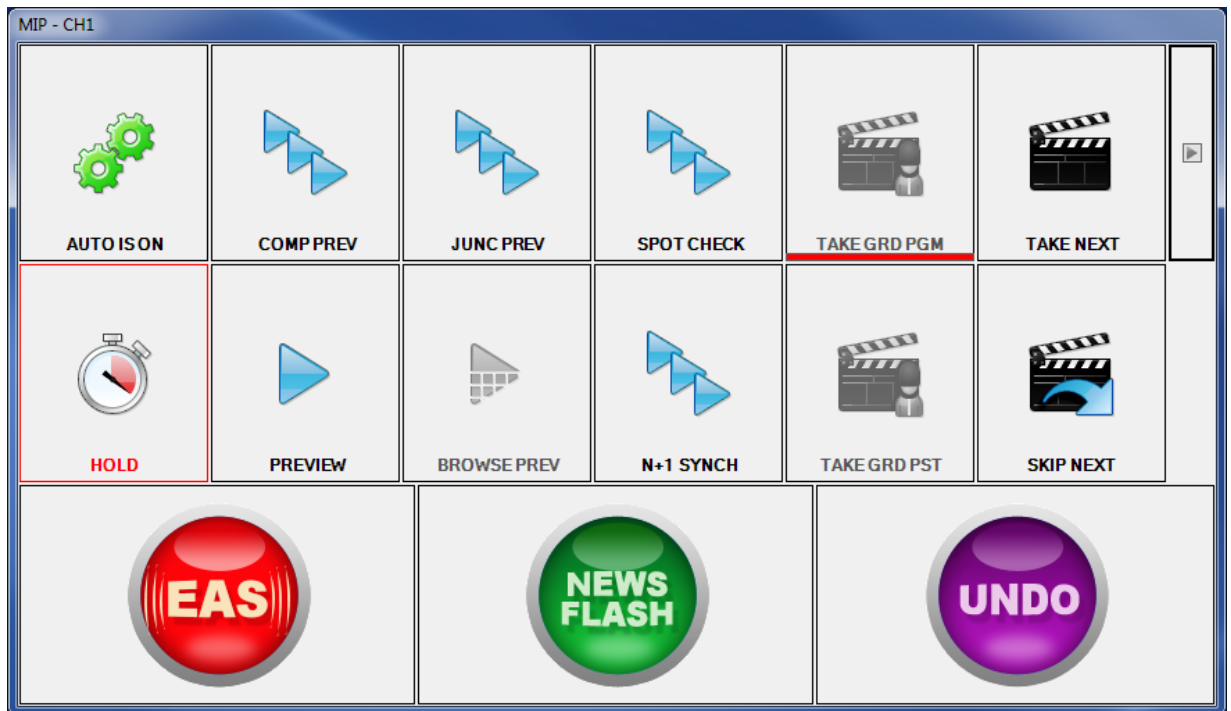 MIP - CH1
AUTO IS ON
COMP PREV
JUNC PREV
SPOT CHECK
TAKE GRD PGM
TAKE NEXT
HOLD
PREVIEW
BROWSE PREV
N+1 SYNCH
TAKE GRD PST
SKIP NEXT
EAS
NEWS
FLASH
UNDO